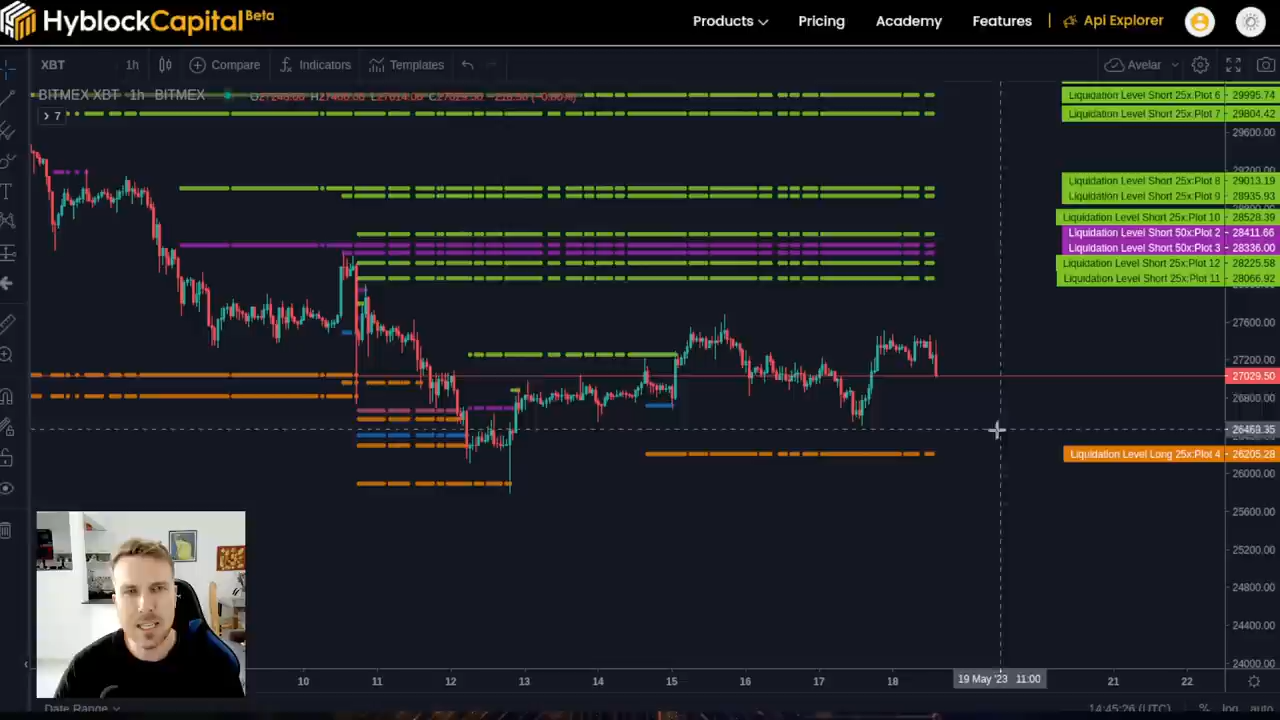 HyblockCapital Beta
Products Pricing Academy Features Api Explorer
XBT 1h Compare Indicators Templates Avelar
BITMEX XBT · 1h · BITMEX
7
Liquidation Level Short 25x:Plot 6 29995.74
Liquidation Level Short 25x:Plot 7 29804.42
29600.00
29200.00
Liquidation Level Short 25x:Plot 8 29013.19
Liquidation Level Short 25x:Plot 9 28935.93
Liquidation Level Short 25x:Plot 10 28528.39
Liquidation Level Short 50x:Plot 2 28411.66
Liquidation Level Short 50x:Plot 3 28336.00
Liquidation Level Short 25x:Plot 12 28225.58
Liquidation Level Short 25x:Plot 11 28066.92
27600.00
27200.00
27029.50
26800.00
26463.35
Liquidation Level Long 25x:Plot 4 26205.28
26000.00
25600.00
25200.00
24800.00
24400.00
24000.00
10 11 12 13 14 15 16 17 18 19 May '23 11:00 21 22
Date Range 14:45:26 (UTC) % log auto